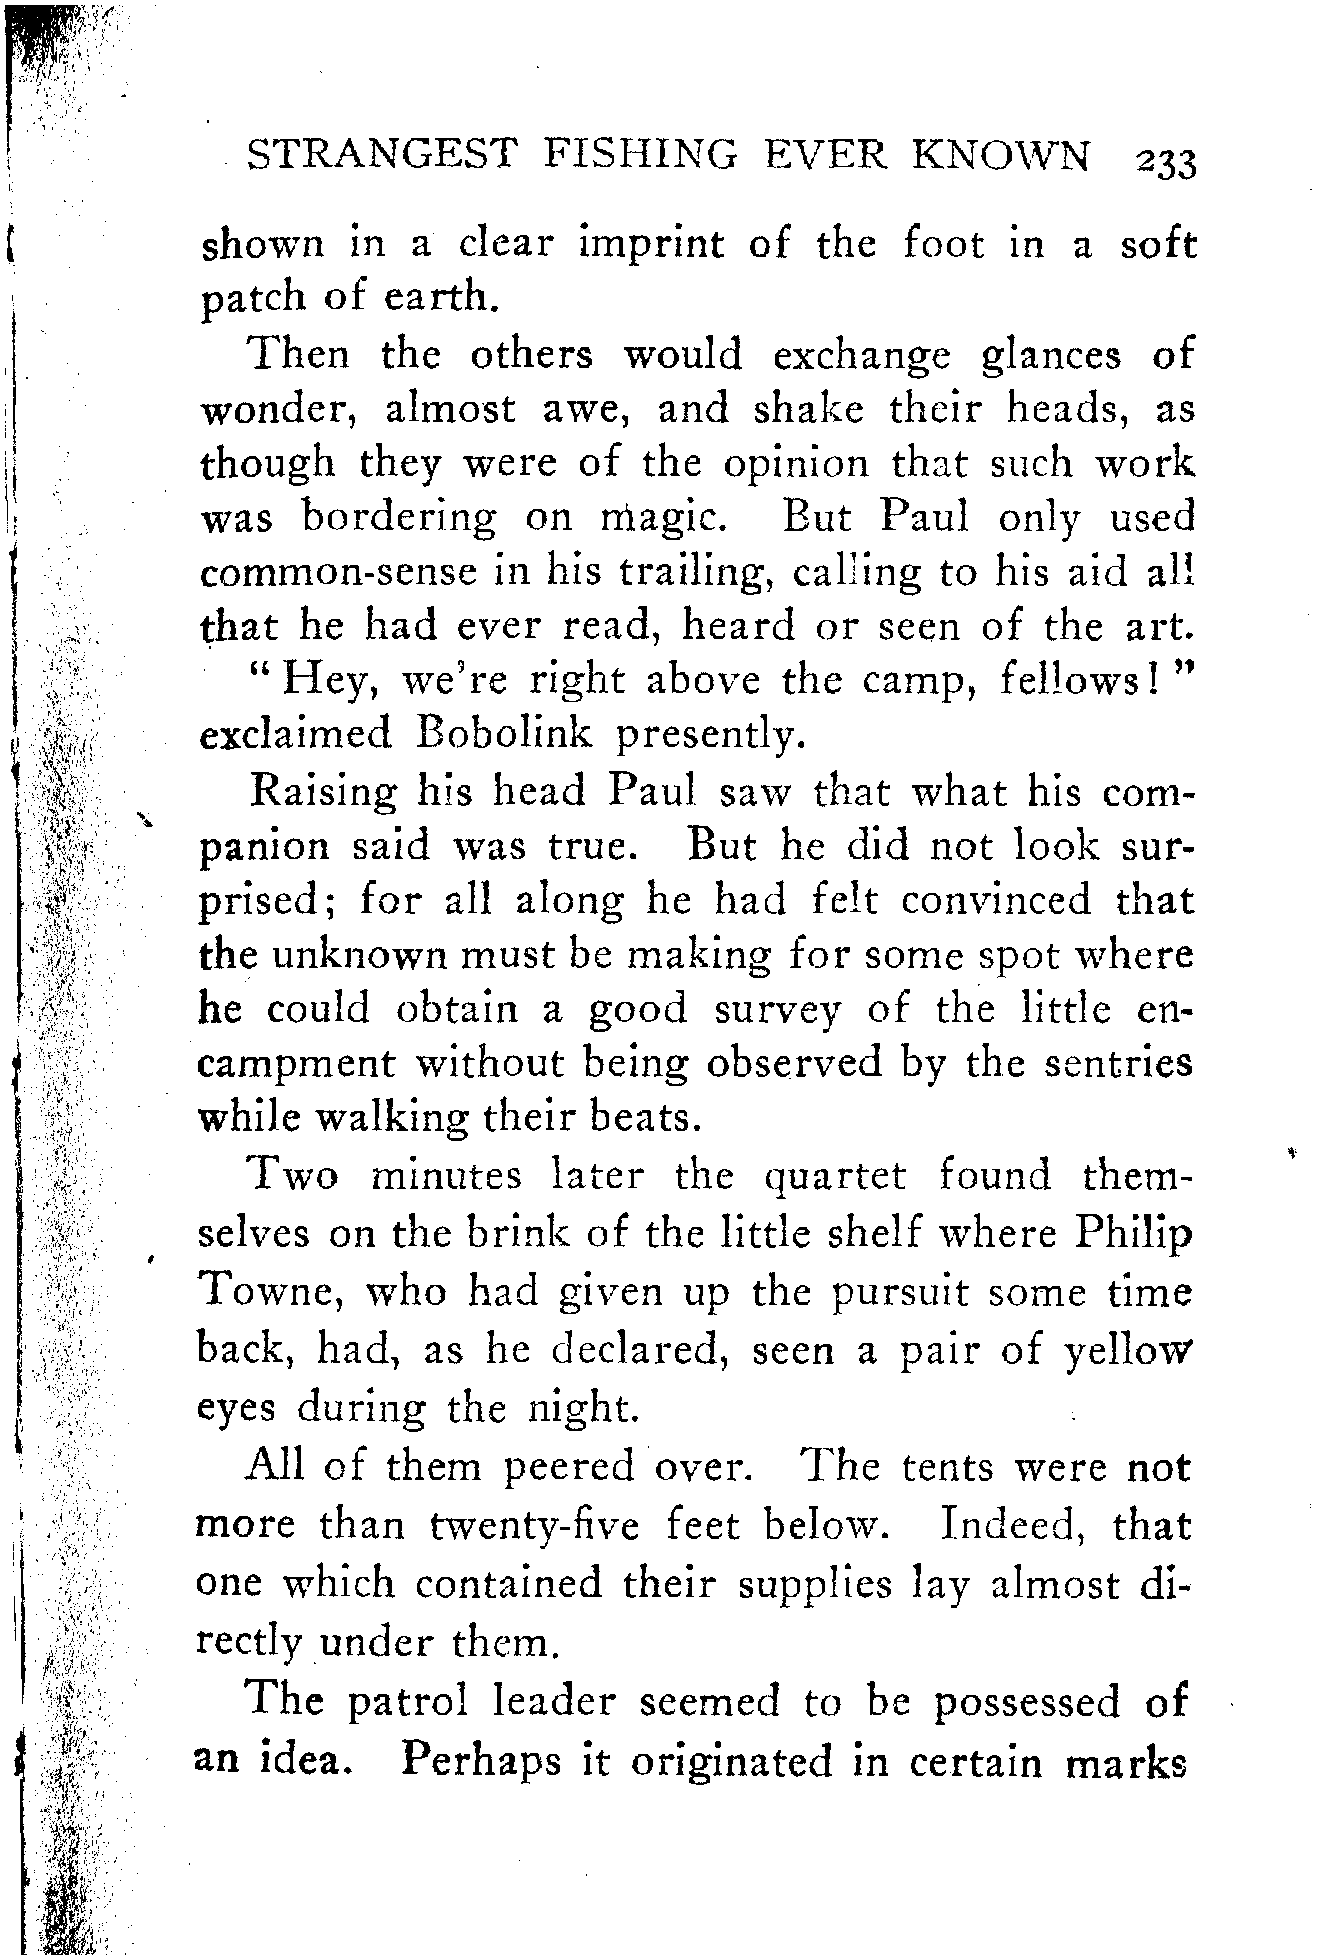 STRANGEST FISHING EVER KNOWN 233
shown in a clear imprint of the foot in a soft
patch of earth.
Then the others would exchange glances of
wonder, almost awe, and shake their heads, as
though they were of the opinion that such work
was bordering on magic. But Paul only used
common-sense in his trailing, calling to his aid all
that he had ever read, heard or seen of the art.
“ Hey, we’re right above the camp, fellows! ”
exclaimed Bobolink presently.
Raising his head Paul saw that what his com-
panion said was true. But he did not look sur-
prised; for all along he had felt convinced that
the unknown must be making for some spot where
he could obtain a good survey of the little en-
campment without being observed by the sentries
while walking their beats.
Two minutes later the quartet found them-
selves on the brink of the little shelf where Philip
Towne, who had given up the pursuit some time
back, had, as he declared, seen a pair of yellow
eyes during the night.
All of them peered over. The tents were not
more than twenty-five feet below. Indeed, that
one which contained their supplies lay almost di-
rectly under them.
The patrol leader seemed to be possessed of
an idea. Perhaps it originated in certain marks